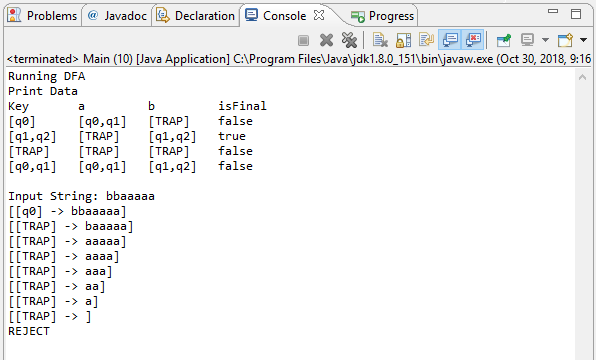 Problems @ Javadoc Declaration Console Progress
<terminated> Main (10) [Java Application] C:\Program Files\Java\jdk1.8.0_151\bin\javaw.exe (Oct 30, 2018, 9:16
Running DFA
Print Data
Key a b isFinal
[q0] [q0,q1] [TRAP] false
[q1,q2] [TRAP] [q1,q2] true
[TRAP] [TRAP] [TRAP] false
[q0,q1] [q0,q1] [q1,q2] false
Input String: bbaaaaa
[[q0] -> bbaaaaa]
[[TRAP] -> baaaaa]
[[TRAP] -> aaaaa]
[[TRAP] -> aaaa]
[[TRAP] -> aaa]
[[TRAP] -> aa]
[[TRAP] -> a]
[[TRAP] -> ]
REJECT